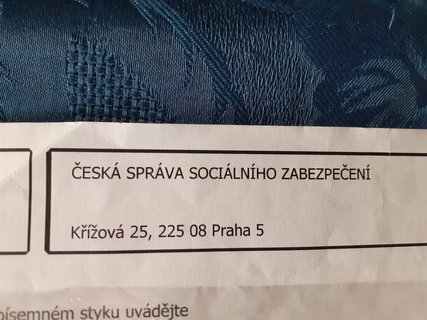 ČESKÁ SPRÁVA SOCIÁLNÍHO ZABEZPEČENÍ
Křížová 25, 225 08 Praha 5
písemném styku uvádějte